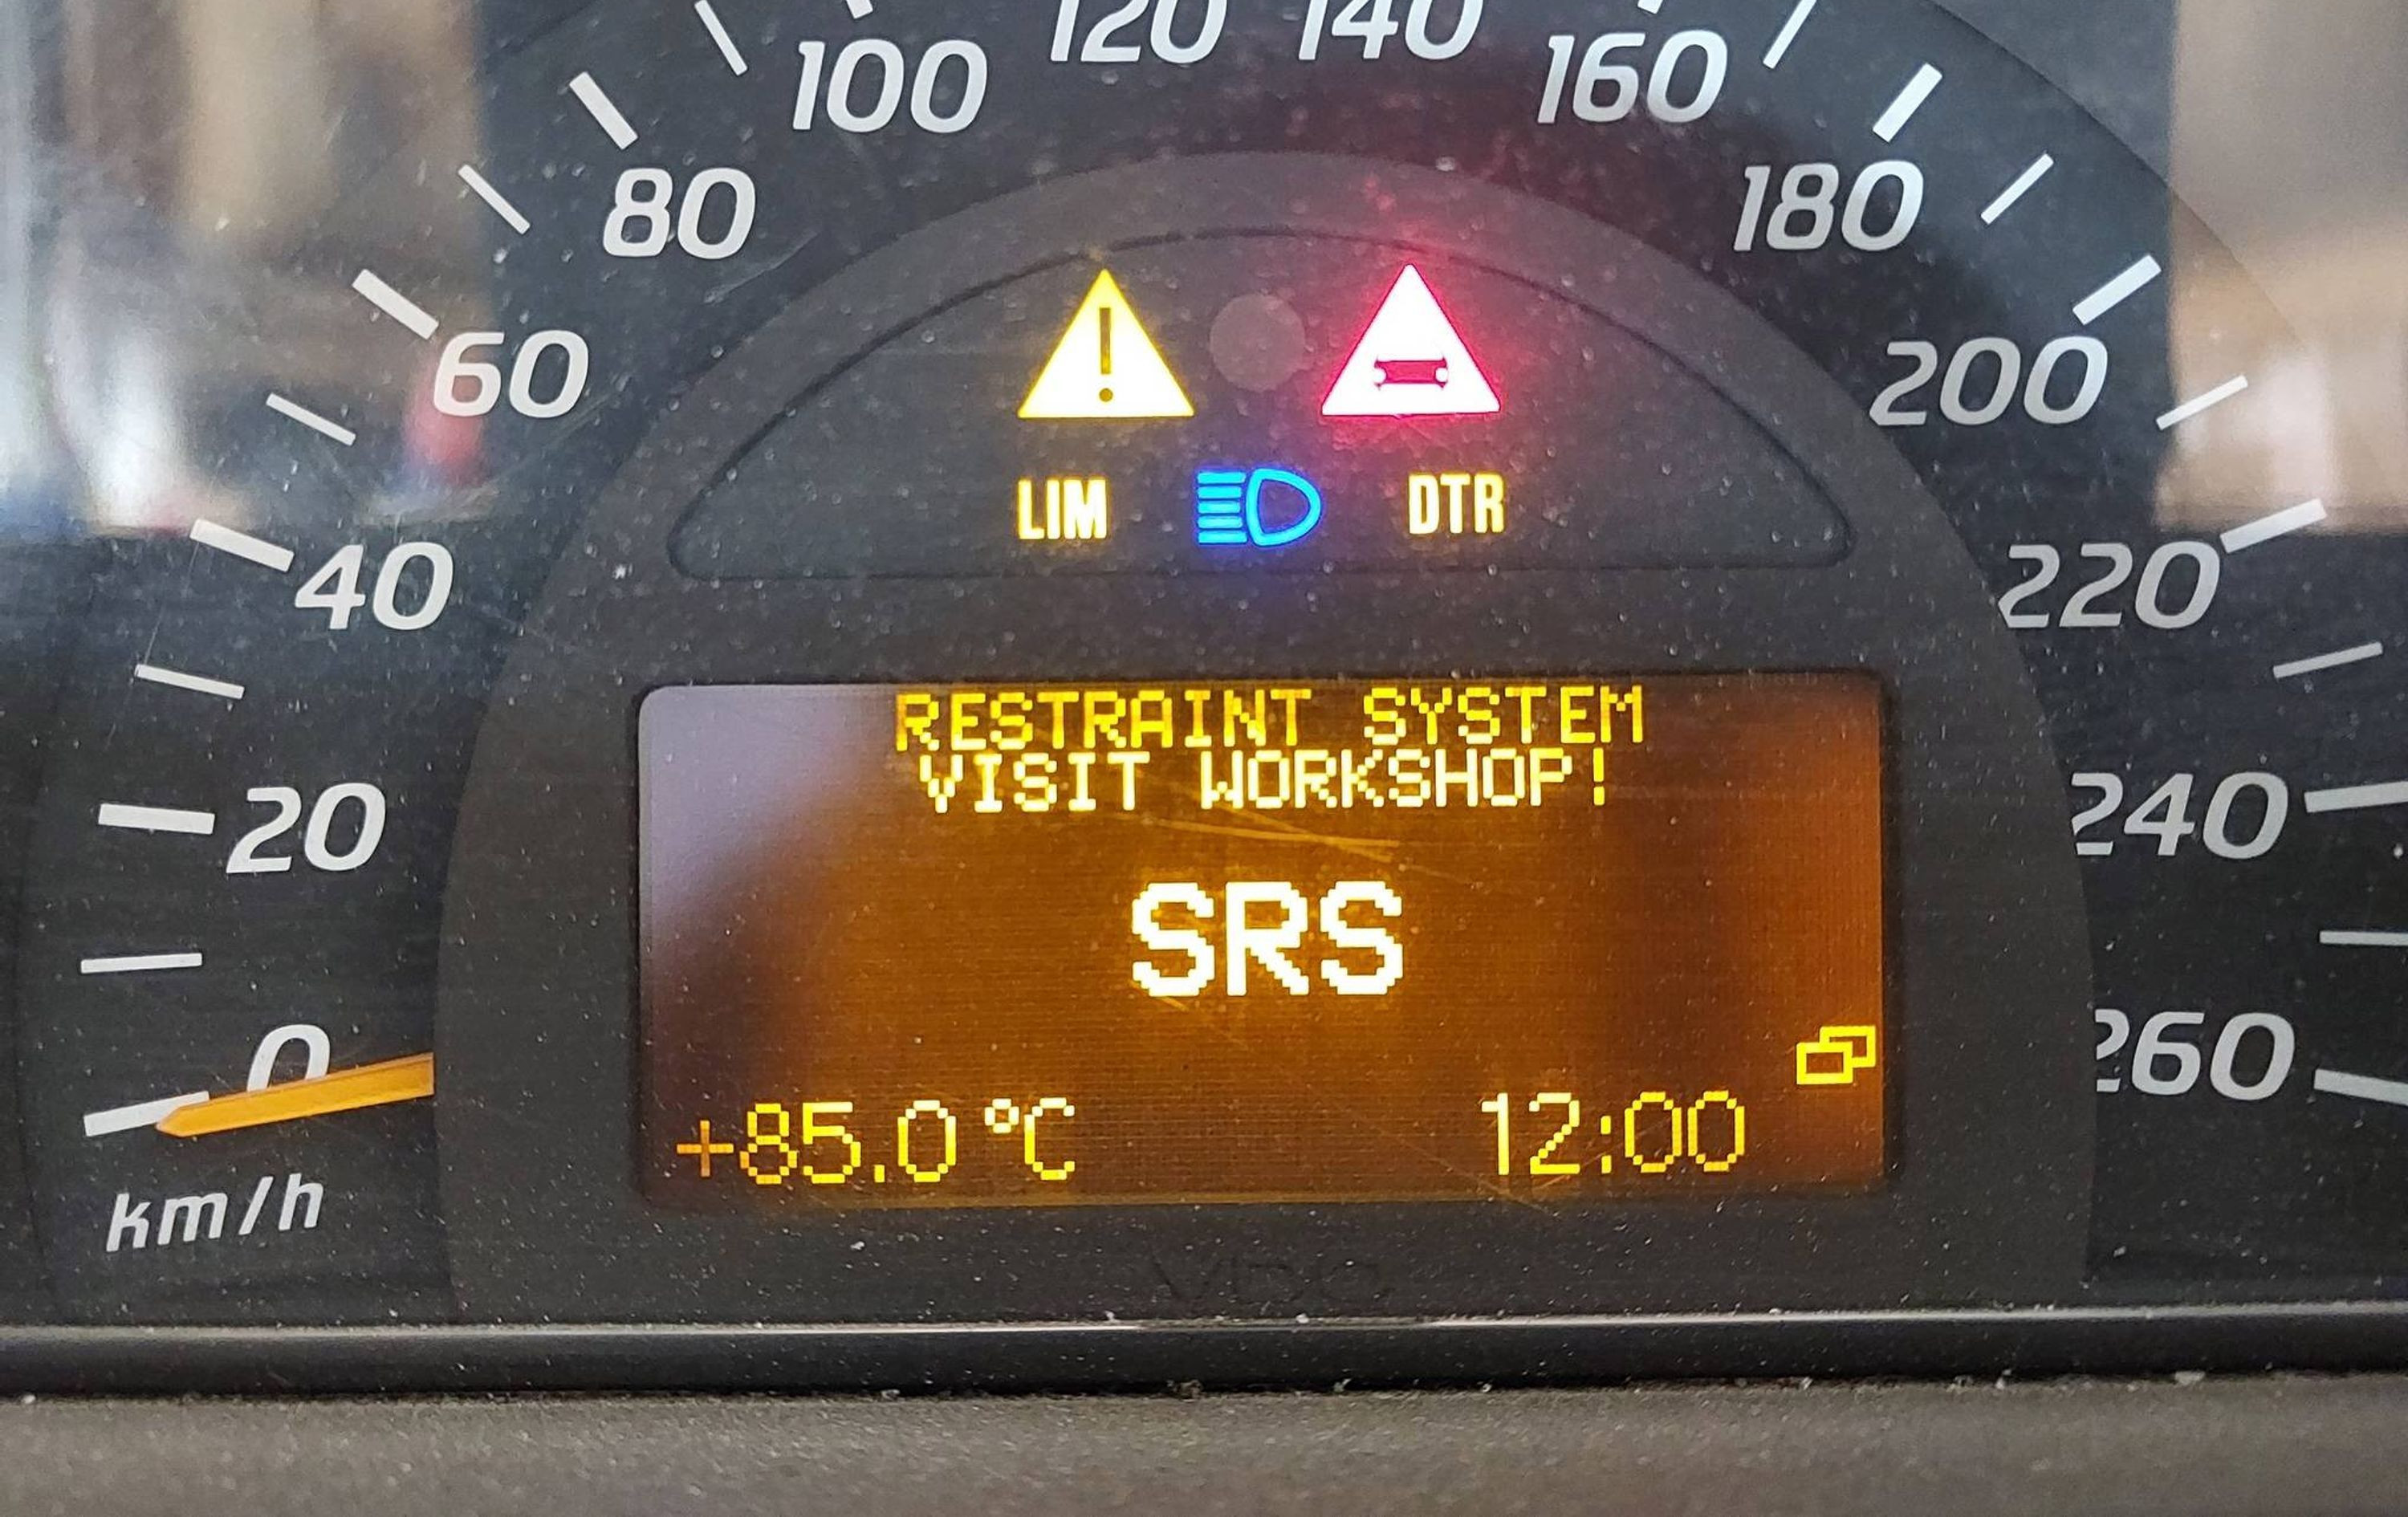 120 140
100 160
80 180
60 200
LIM DTR
40 220
RESTRAINT SYSTEM
VISIT WORKSHOP!
20 240
SRS
0 260
+85.0 °C 12:00
km/h
VDO